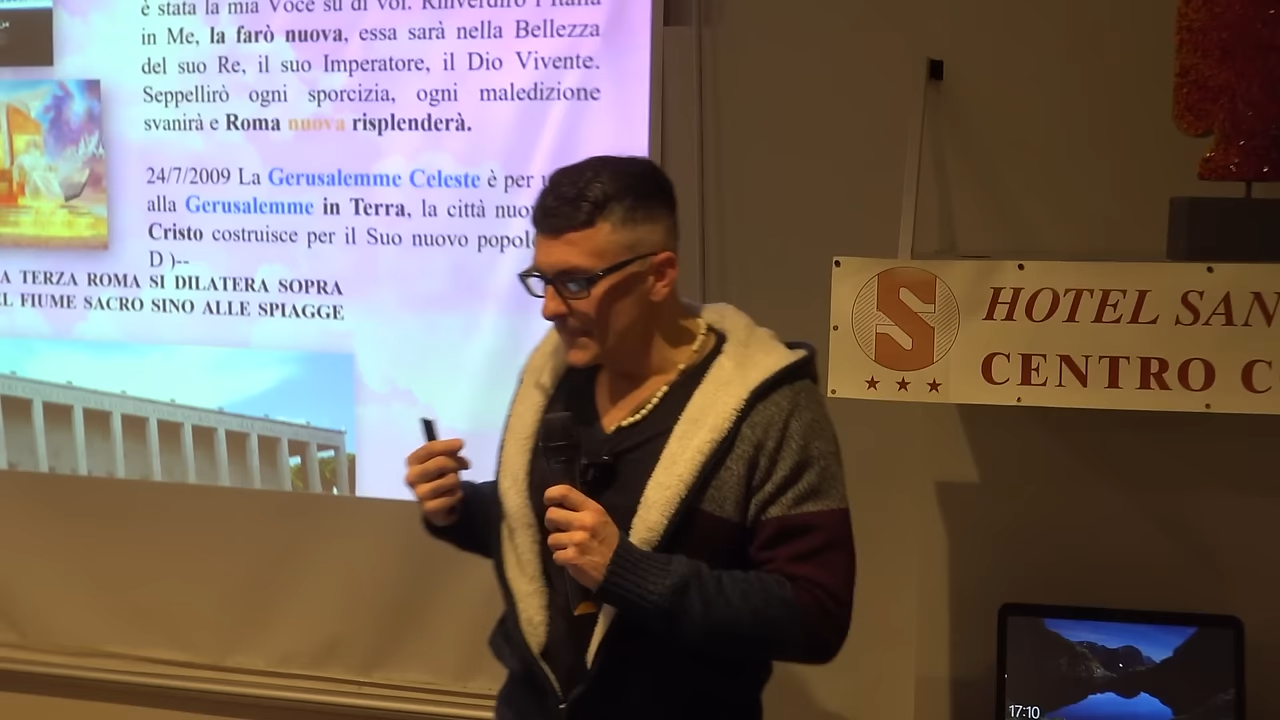 è stata la mia Voce su di voi. Rinverdirò l'Italia
in Me, la farò nuova, essa sarà nella Bellezza
del suo Re, il suo Imperatore, il Dio Vivente.
Seppellirò ogni sporcizia, ogni maledizione
svanirà e Roma nuova risplenderà.
24/7/2009 La Gerusalemme Celeste è per
alla Gerusalemme in Terra, la città
Cristo costruisce per il Suo nuovo
D )--
A TERZA ROMA SI DILATERA SOPRA
EL FIUME SACRO SINO ALLE SPIAGGE
S
HOTEL SAN
CENTRO C
17:10